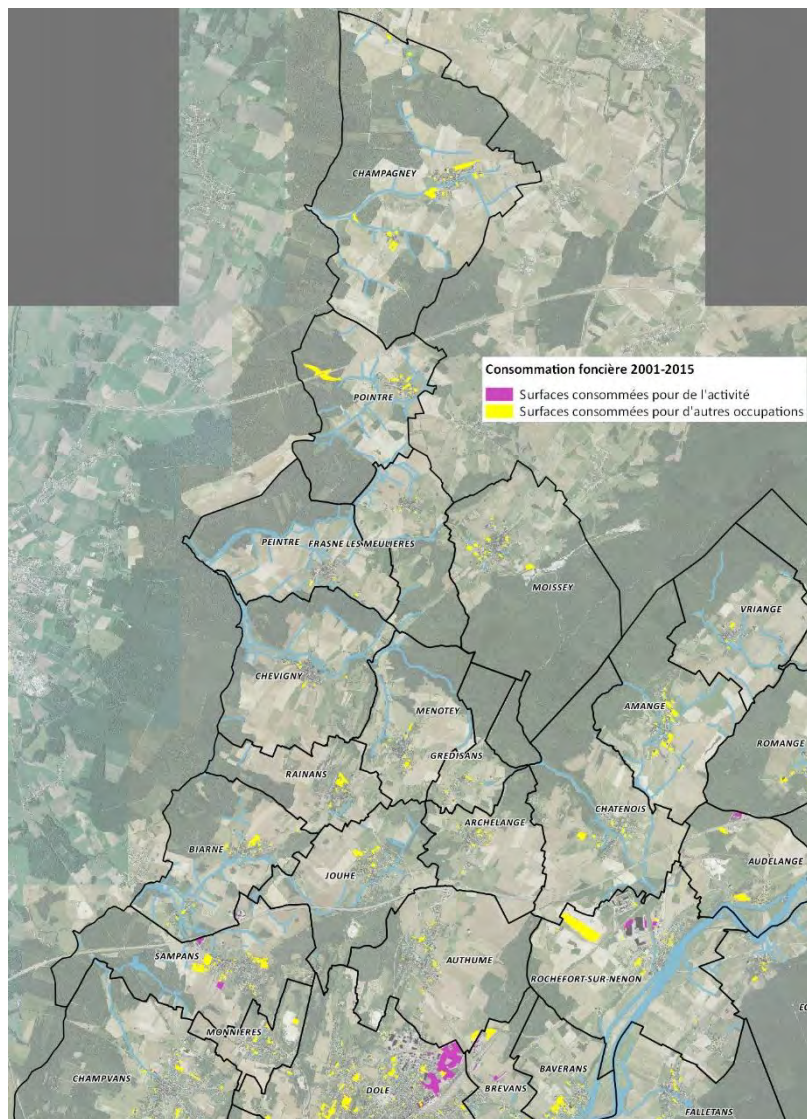 CHAMPAGNEY
Consommation foncière 2001-2015
Surfaces consommées pour de l'activité
Surfaces consommées pour d'autres occupations
POINTRE
PEINTRE
FRASNE LES MEULIERES
MOISSEY
VRIANGE
CHEVIGNY
MENOTEY
AMANGE
ROMANGE
GREDISANS
RAINANS
CHATENOIS
ARCHELANGE
BIARNE
JOUHE
AUDELANGE
SAMPANS
AUTHUME
ROCHEFORT-SUR-NENON
MONNIERES
BAVERANS
CHAMPVANS
DOLE
BREVANS
FALLETANS